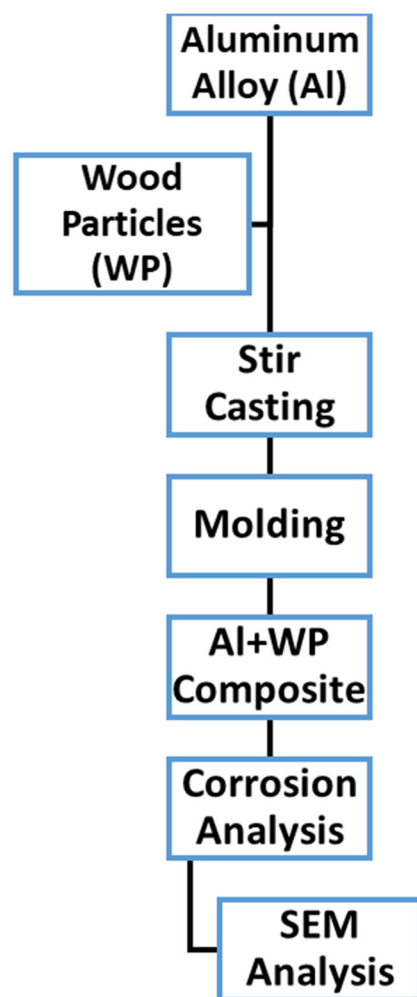 Aluminum
Alloy (Al)
Wood
Particles
(WP)
Stir
Casting
Molding
Al+WP
Composite
Corrosion
Analysis
SEM
Analysis